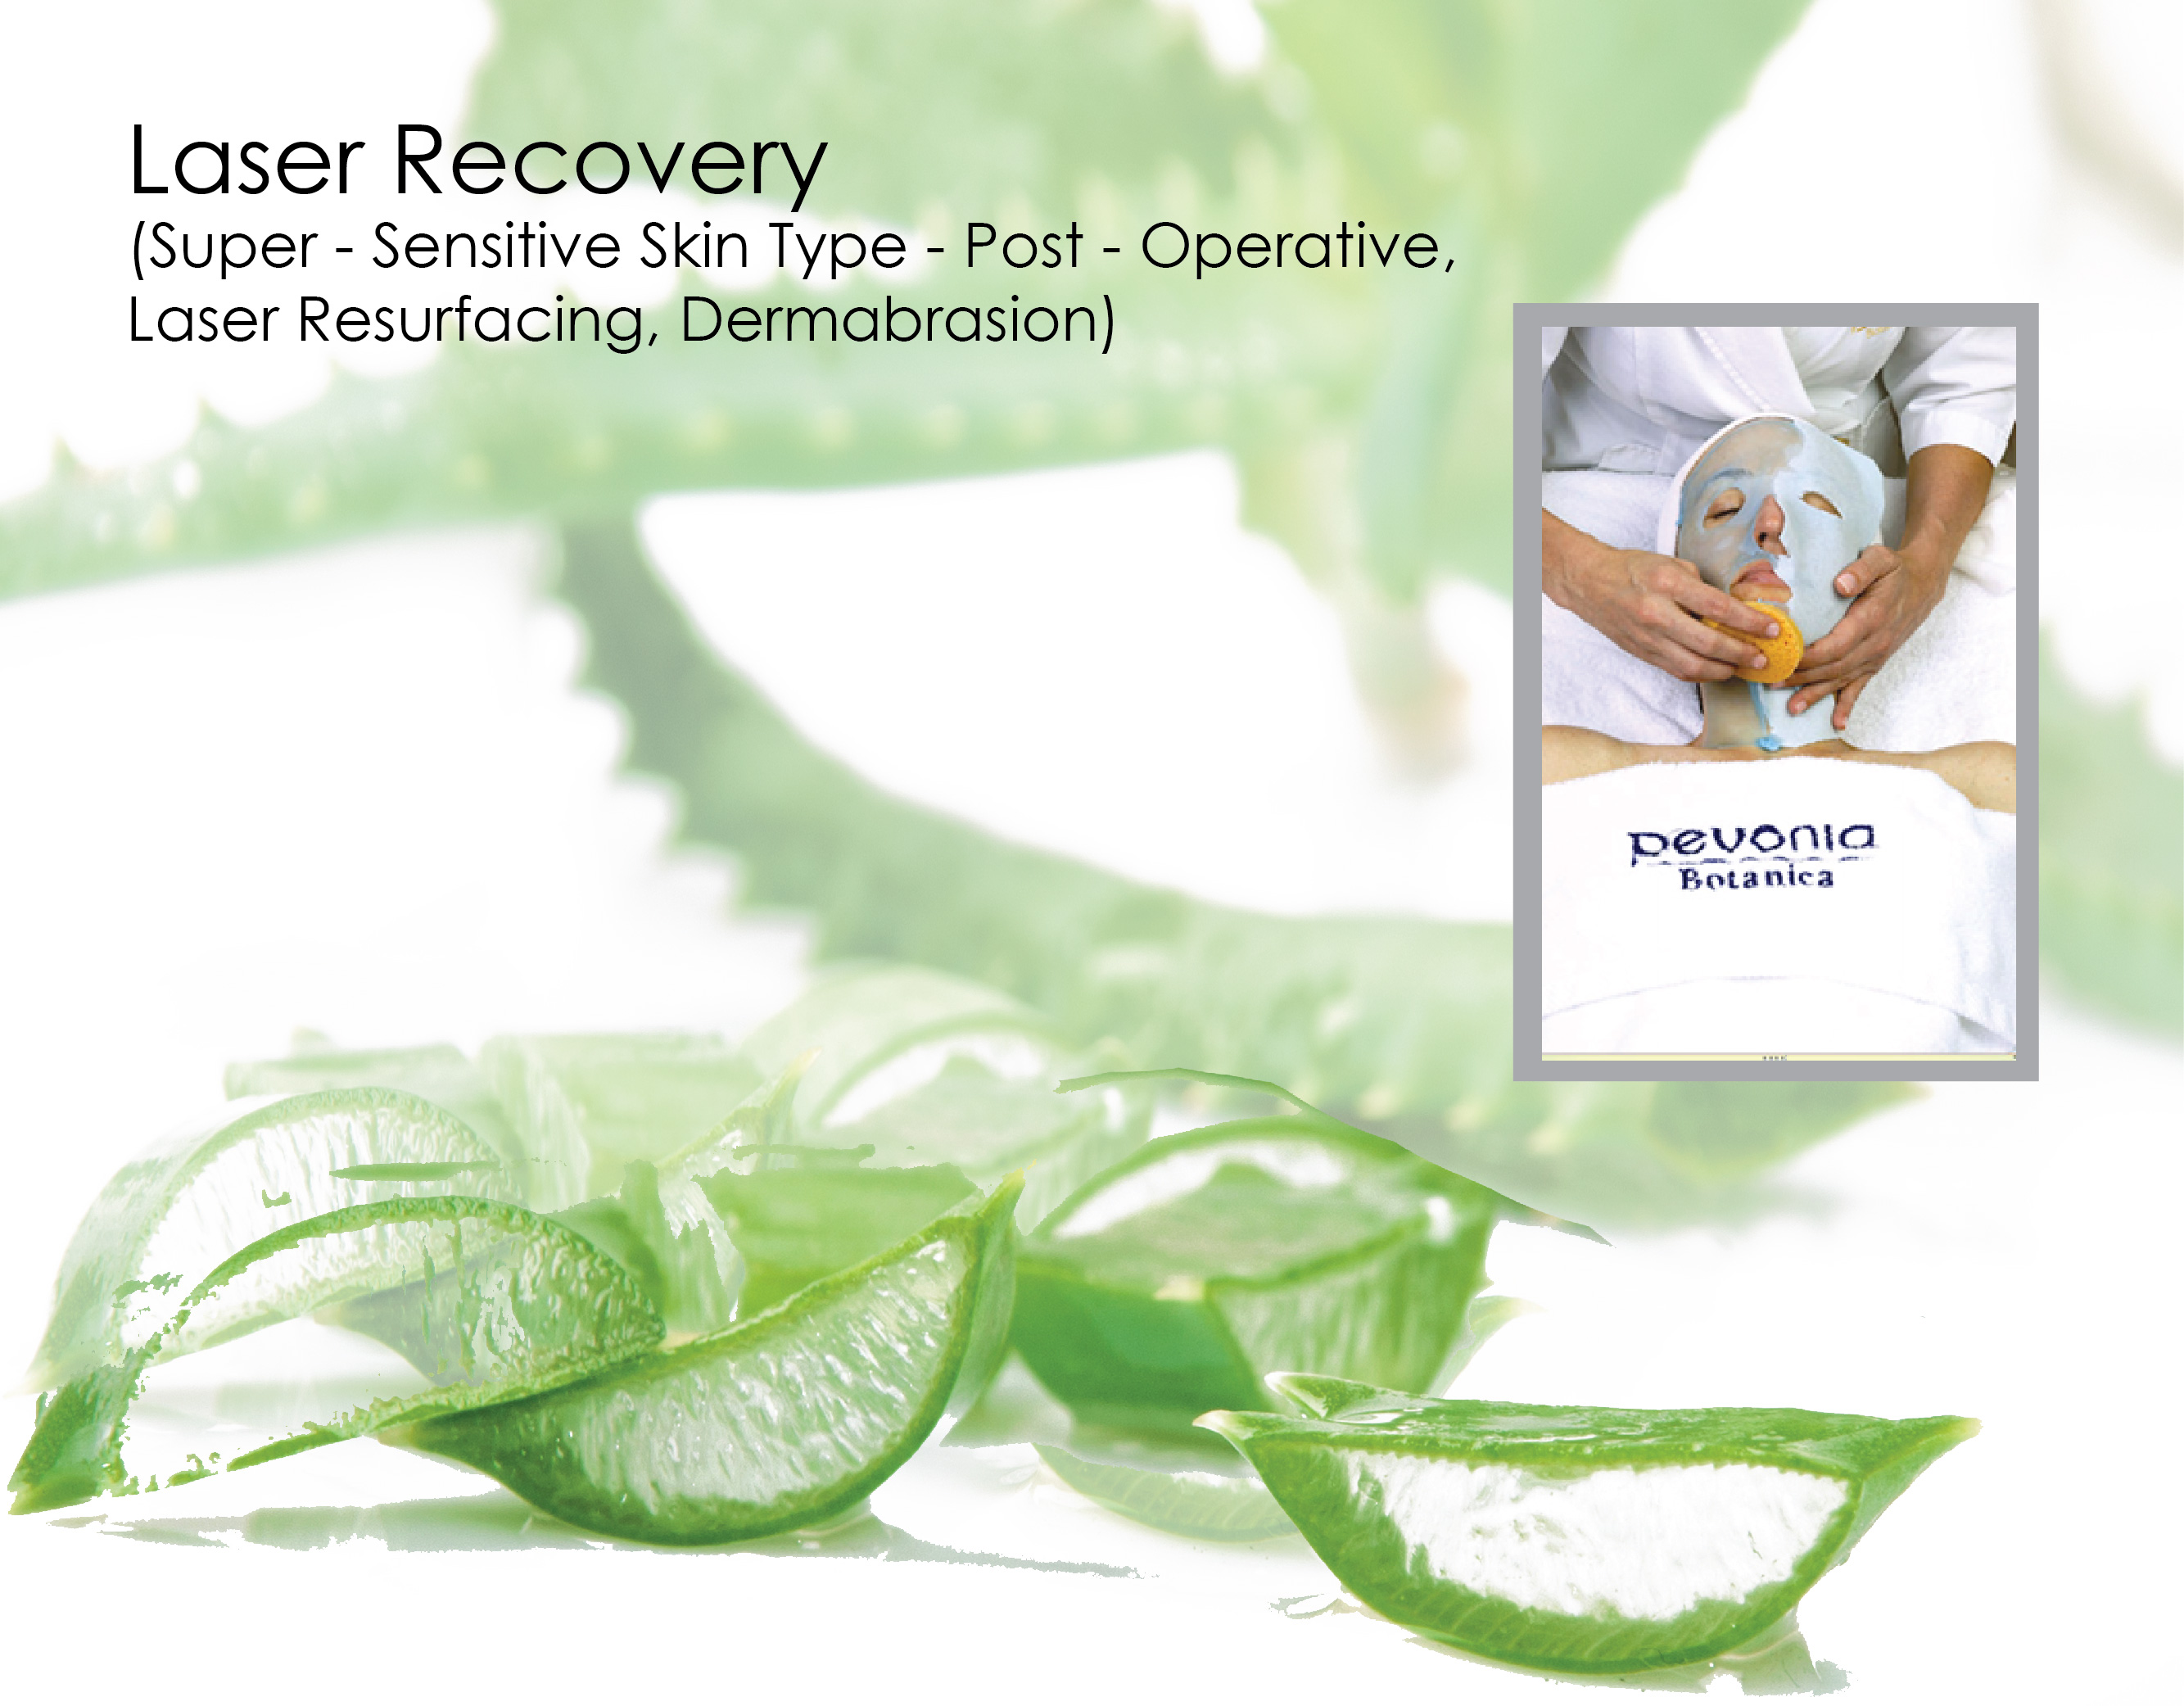 Laser Recovery
(Super - Sensitive Skin Type - Post - Operative,
Laser Resurfacing, Dermabrasion)
pevonia
Botanica